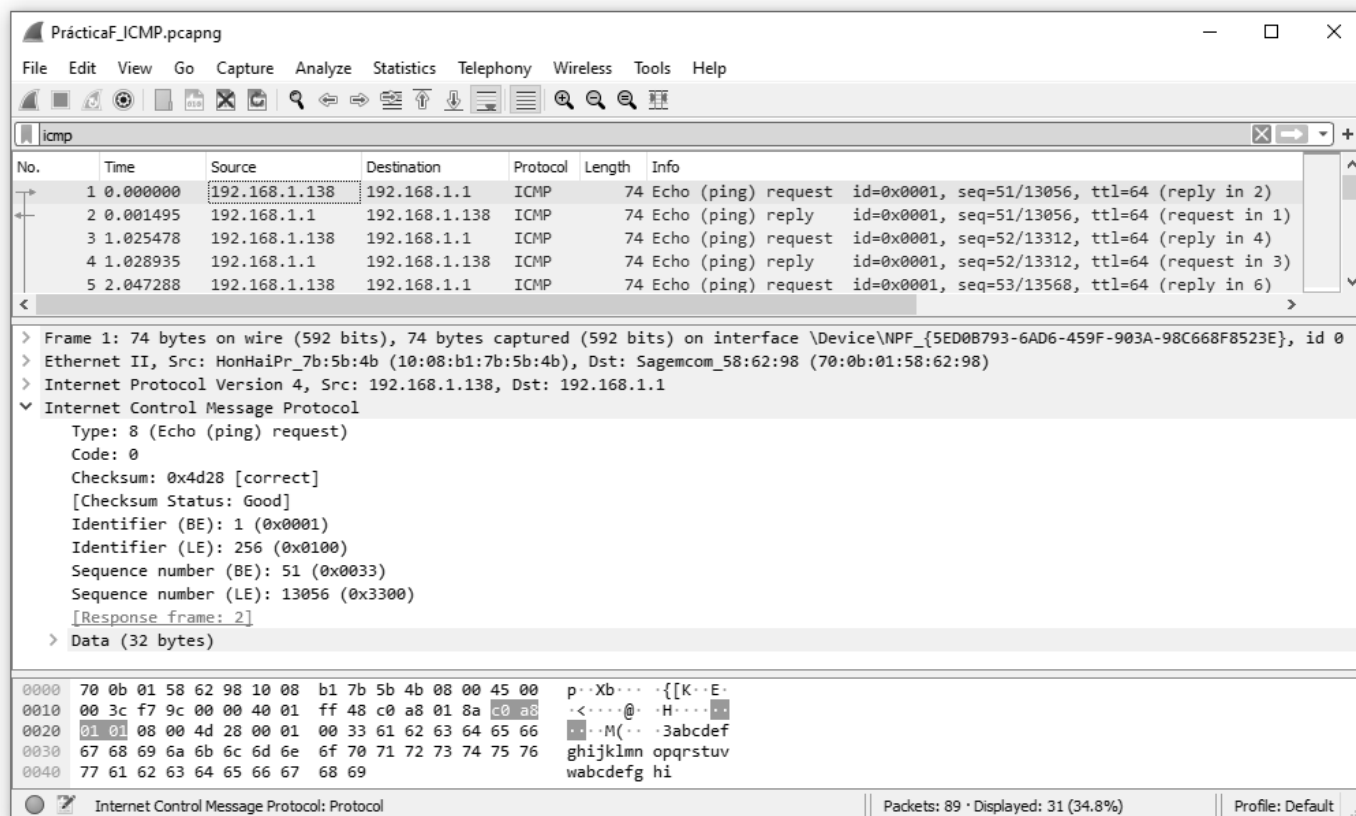 PrácticaF_ICMP.pcapng
File Edit View Go Capture Analyze Statistics Telephony Wireless Tools Help
icmp
No. Time Source Destination Protocol Length Info
1 0.000000 192.168.1.138 192.168.1.1 ICMP 74 Echo (ping) request id=0x0001, seq=51/13056, ttl=64 (reply in 2)
2 0.001495 192.168.1.1 192.168.1.138 ICMP 74 Echo (ping) reply id=0x0001, seq=51/13056, ttl=64 (request in 1)
3 1.025478 192.168.1.138 192.168.1.1 ICMP 74 Echo (ping) request id=0x0001, seq=52/13312, ttl=64 (reply in 4)
4 1.028935 192.168.1.1 192.168.1.138 ICMP 74 Echo (ping) reply id=0x0001, seq=52/13312, ttl=64 (request in 3)
5 2.047288 192.168.1.138 192.168.1.1 ICMP 74 Echo (ping) request id=0x0001, seq=53/13568, ttl=64 (reply in 6)
Frame 1: 74 bytes on wire (592 bits), 74 bytes captured (592 bits) on interface \Device\NPF_{5ED0B793-6AD6-459F-903A-98C668F8523E}, id 0
Ethernet II, Src: HonHaiPr_7b:5b:4b (10:08:b1:7b:5b:4b), Dst: Sagemcom_58:62:98 (70:0b:01:58:62:98)
Internet Protocol Version 4, Src: 192.168.1.138, Dst: 192.168.1.1
Internet Control Message Protocol
Type: 8 (Echo (ping) request)
Code: 0
Checksum: 0x4d28 [correct]
[Checksum Status: Good]
Identifier (BE): 1 (0x0001)
Identifier (LE): 256 (0x0100)
Sequence number (BE): 51 (0x0033)
Sequence number (LE): 13056 (0x3300)
[Response frame: 2]
Data (32 bytes)
0000 70 0b 01 58 62 98 10 08 b1 7b 5b 4b 08 00 45 00 p··Xb··· ·{[K··E·
0010 00 3c f7 9c 00 00 40 01 ff 48 c0 a8 01 8a c0 a8 ·<····@· ·H······
0020 01 01 08 00 4d 28 00 01 00 33 61 62 63 64 65 66 ····M(·· ·3abcdef
0030 67 68 69 6a 6b 6c 6d 6e 6f 70 71 72 73 74 75 76 ghijklmn opqrstuv
0040 77 61 62 63 64 65 66 67 68 69 wabcdefg hi
Internet Control Message Protocol: Protocol Packets: 89 · Displayed: 31 (34.8%) Profile: Default